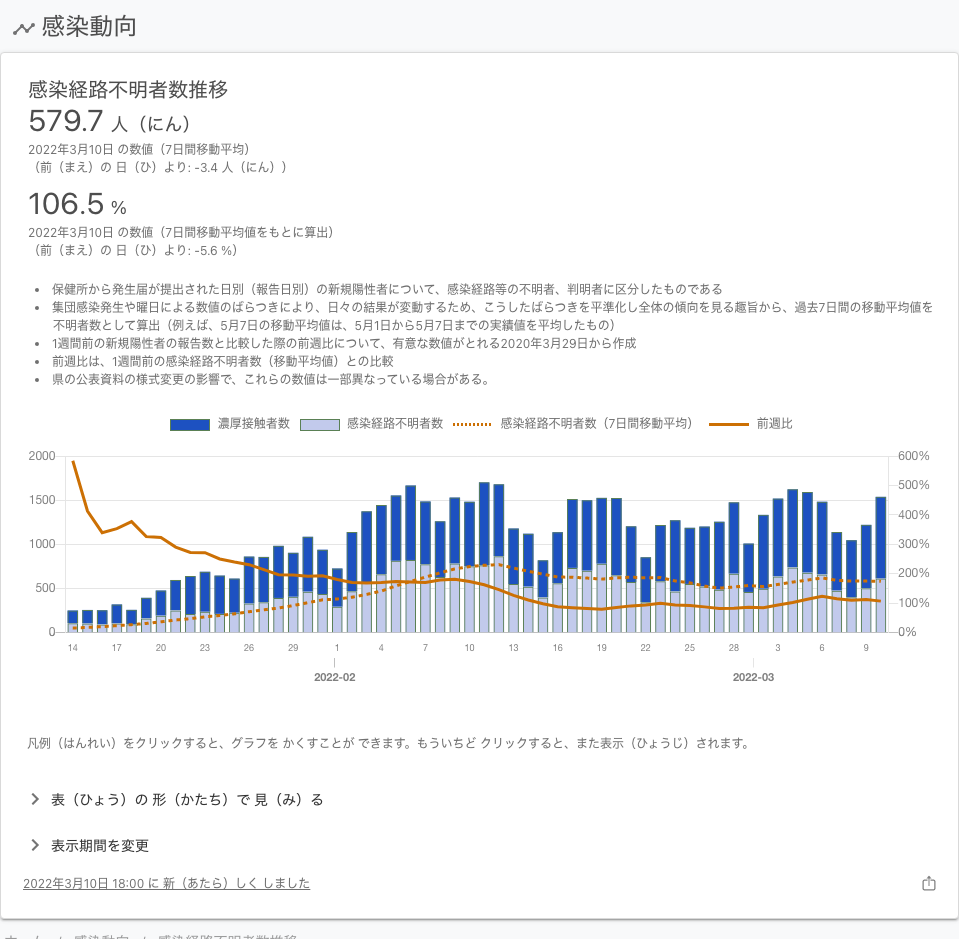 感染動向
感染経路不明者数推移
579.7 人（にん）
2022年3月10日 の数値（7日間移動平均）
（前（まえ）の 日（ひ）より: -3.4 人（にん））
106.5 %
2022年3月10日 の数値（7日間移動平均値をもとに算出）
（前（まえ）の 日（ひ）より: -5.6 %）
• 保健所から発生届が提出された日別（報告日別）の新規陽性者について、感染経路等の不明者、判明者に区分したものである
• 集団感染発生や曜日による数値のばらつきにより、日々の結果が変動するため、こうしたばらつきを平準化し全体の傾向を見る趣旨から、過去7日間の移動平均値を
不明者数として算出（例えば、5月7日の移動平均値は、5月1日から5月7日までの実績値を平均したもの）
• 1週間前の新規陽性者の報告数と比較した際の前週比について、有意な数値がとれる2020年3月29日から作成
• 前週比は、1週間前の感染経路不明者数（移動平均値）との比較
• 県の公表資料の様式変更の影響で、これらの数値は一部異なっている場合がある。
濃厚接触者数 感染経路不明者数 感染経路不明者数（7日間移動平均） 前週比
2000 600%
500%
1500
400%
1000 300%
200%
500
100%
0 0%
14 17 20 23 26 29 1 4 7 10 13 16 19 22 25 28 3 6 9
2022-02 2022-03
凡例（はんれい）をクリックすると、グラフを かくすことが できます。もういちど クリックすると、また表示（ひょうじ）されます。
表（ひょう）の 形（かたち）で 見（み）る
表示期間を変更
2022年3月10日 18:00 に 新（あたら）しく しました